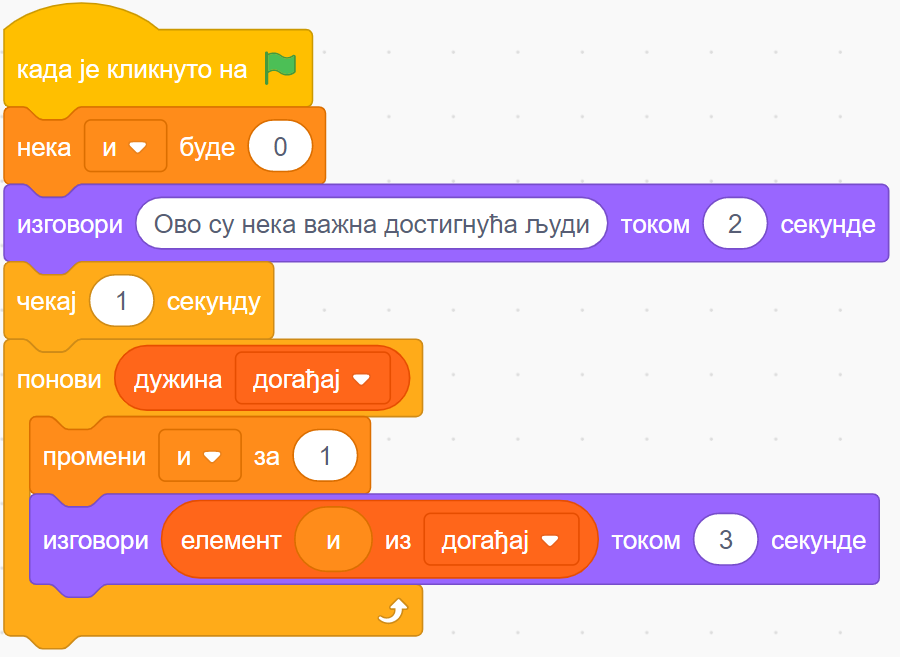 када је кликнуто на
нека и буде 0
изговори Ово су нека важна достигнућа људи током 2 секунде
чекај 1 секунду
понови дужина догађај
промени и за 1
изговори елемент и из догађај током 3 секунде